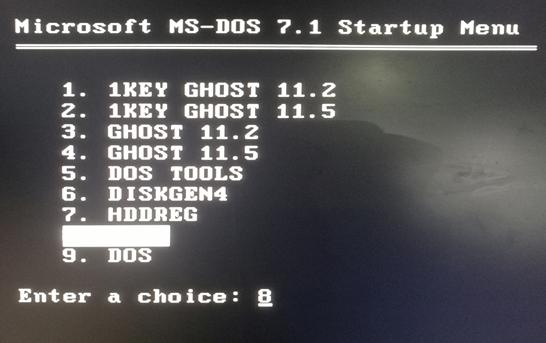 Microsoft MS-DOS 7.1 Startup Menu
1. 1KEY GHOST 11.2
2. 1KEY GHOST 11.5
3. GHOST 11.2
4. GHOST 11.5
5. DOS TOOLS
6. DISKGEN4
7. HDDREG
9. DOS
Enter a choice: 8